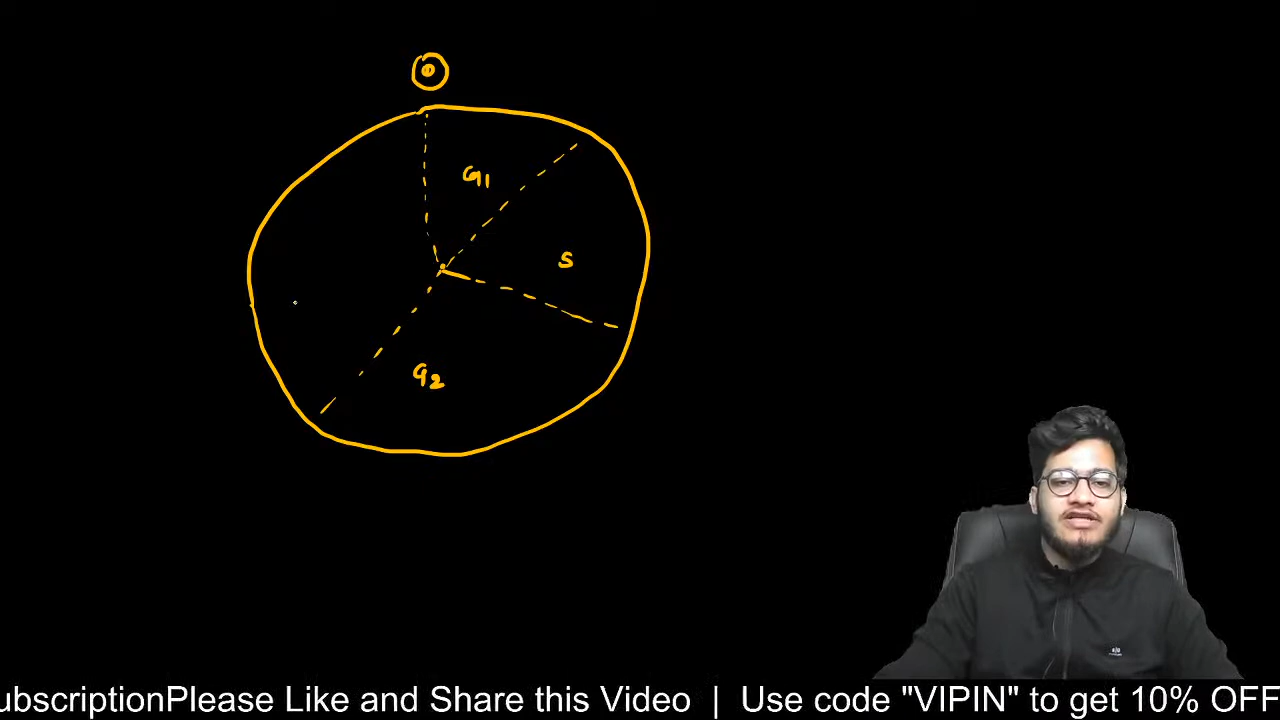 G1
S
G2
ubscriptionPlease Like and Share this Video | Use code "VIPIN" to get 10% OFF